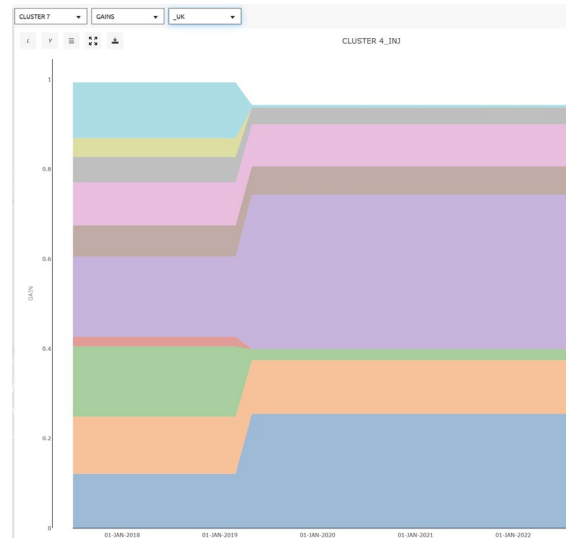 CLUSTER 7 GAINS _UK
CLUSTER 4_INJ
1
0.8
0.6
GAIN
0.4
0.2
0
01-JAN-2018 01-JAN-2019 01-JAN-2020 01-JAN-2021 01-JAN-2022